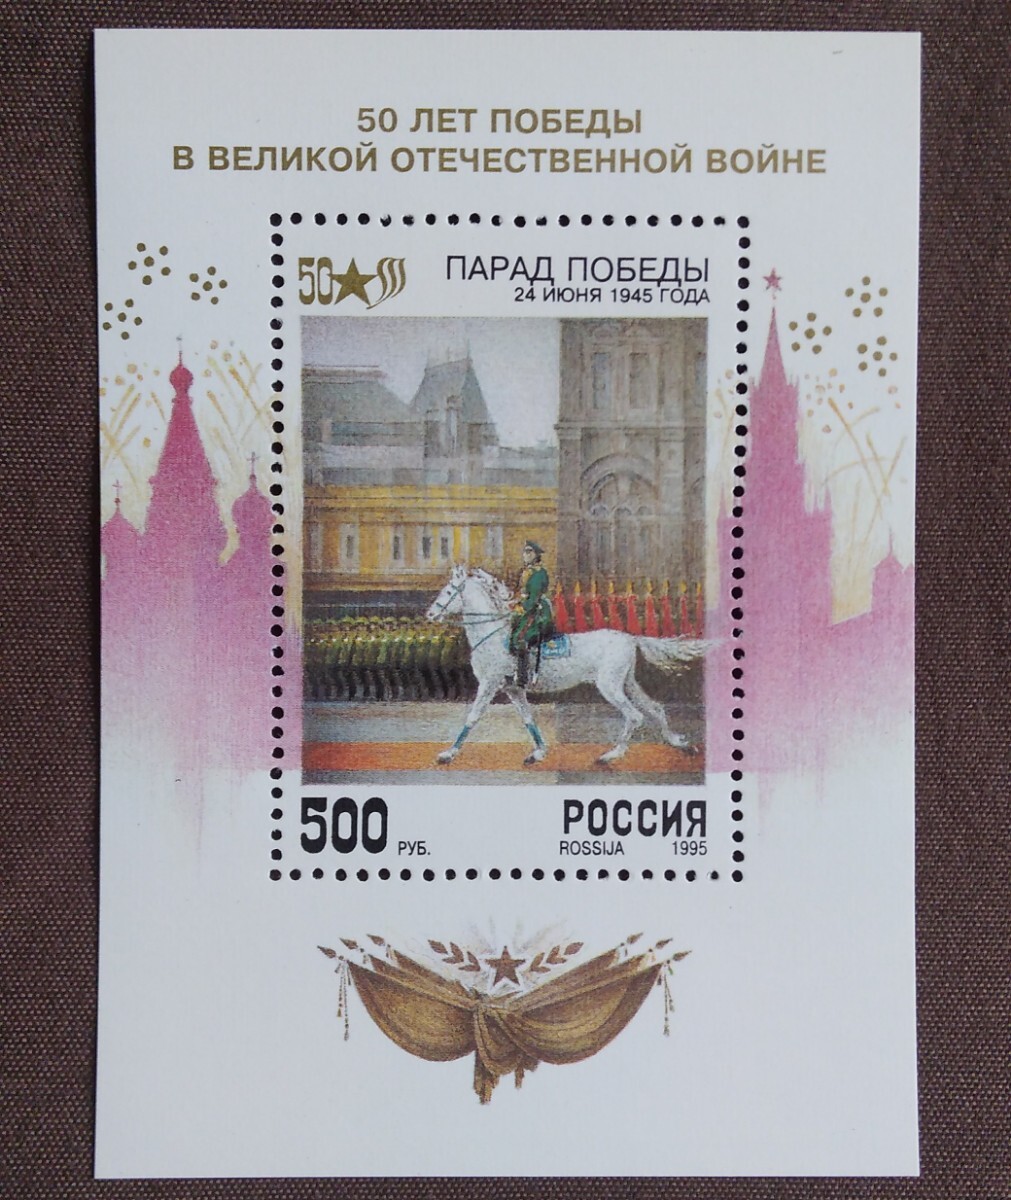 50 ЛЕТ ПОБЕДЫ
В ВЕЛИКОЙ ОТЕЧЕСТВЕННОЙ ВОЙНЕ
50
ПАРАД ПОБЕДЫ
24 ИЮНЯ 1945 ГОДА
500 РУБ.
РОССИЯ
ROSSIJA 1995